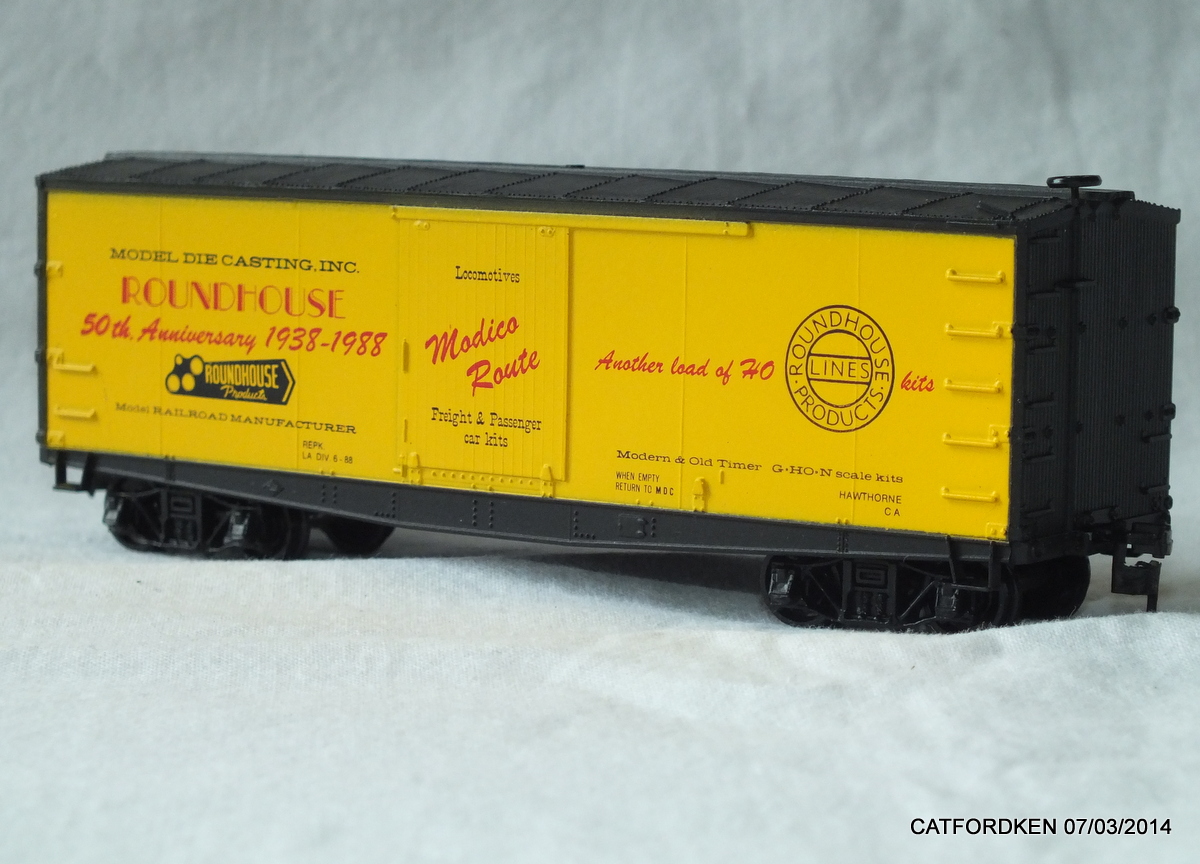 MODEL DIE CASTING, INC.
ROUNDHOUSE
50th. Anniversary 1938-1988
ROUNDHOUSE
Products
Model RAILROAD MANUFACTURER
REPK.
LA DIV. 6-88
Locomotives
Modico
Route
Freight & Passenger
car kits
Another load of HO
ROUNDHOUSE
LINES
PRODUCTS
kits
Modern & Old Timer G·HO·N scale kits
WHEN EMPTY
RETURN TO MDC
HAWTHORNE
CA
CATFORDKEN 07/03/2014